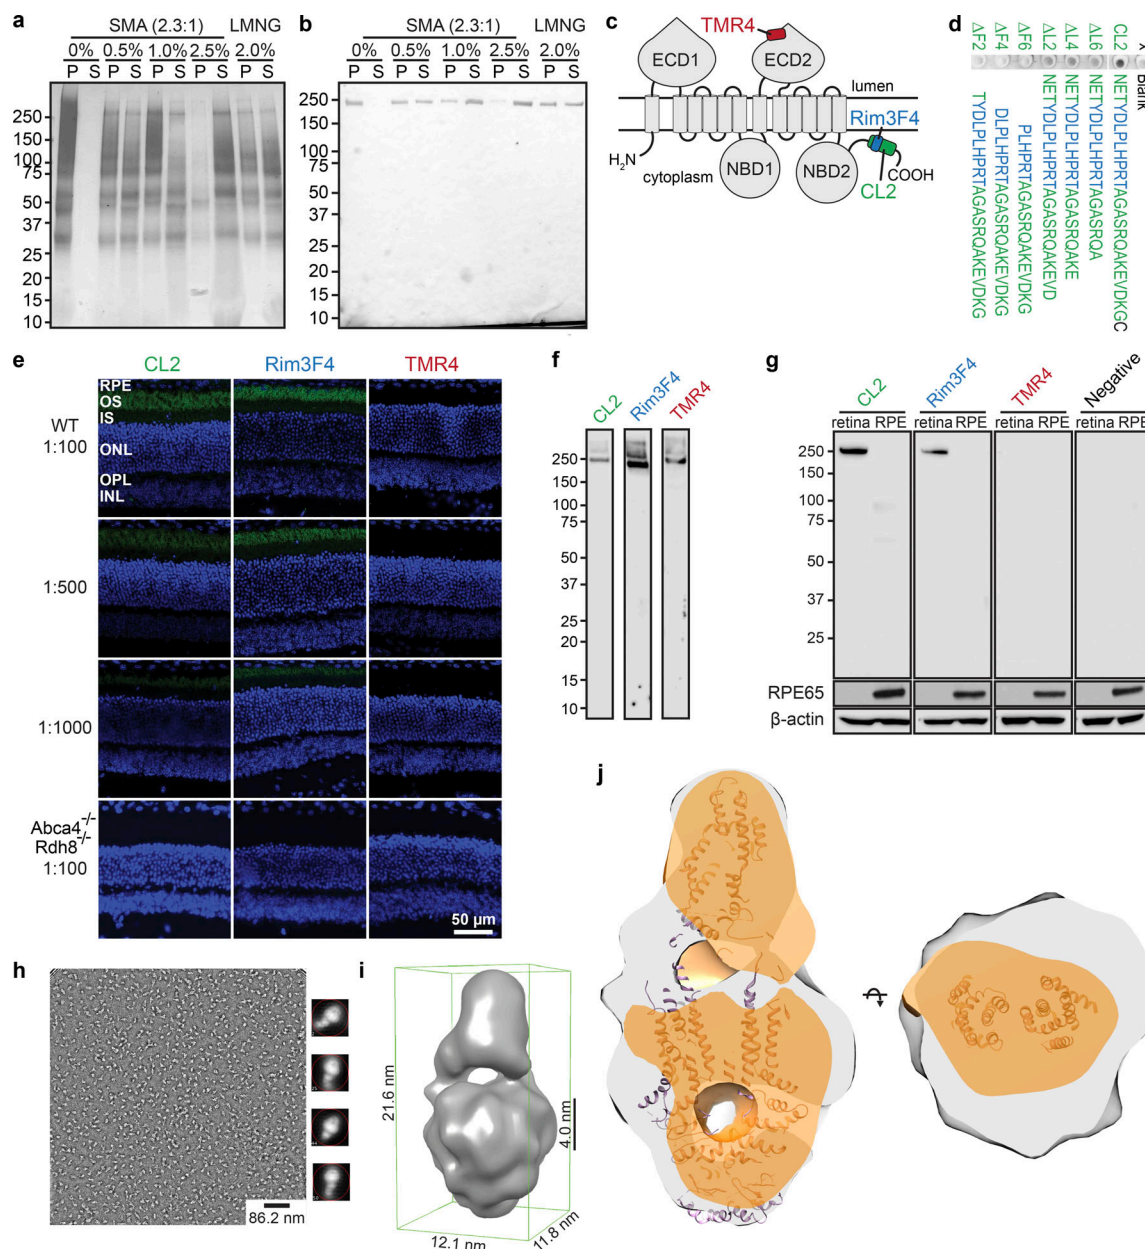 a
SMA (2.3:1) LMNG
0% 0.5% 1.0% 2.5% 2.0%
P S P S P S P S P S
250
150
100
75
50
37
25
20
15
10
b
SMA (2.3:1) LMNG
0% 0.5% 1.0% 2.5% 2.0%
P S P S P S P S P S
250
150
100
75
50
37
25
20
15
10
c
TMR4
ECD1 ECD2
lumen
Rim3F4
H2N
NBD1 NBD2
cytoplasm
COOH
CL2
d
ΔF2 TYDLPLHPRTAGASRQAKEVDKG
ΔF4 DLPLHPRTAGASRQAKEVDKG
ΔF6 PLHPRTAGASRQAKEVDKG
ΔL2 NETYDLPLHPRTAGASRQAKEVD
ΔL4 NETYDLPLHPRTAGASRQAKE
ΔL6 NETYDLPLHPRTAGASRQA
CL2 NETYDLPLHPRTAGASRQAKEVDKGC
Blank
e
CL2 Rim3F4 TMR4
WT
1:100
RPE
OS
IS
ONL
OPL
INL
1:500
1:1000
Abca4-/-
Rdh8-/-
1:100
50 µm
f
CL2 Rim3F4 TMR4
250
150
100
75
50
37
25
20
15
10
g
CL2 Rim3F4 TMR4 Negative
retina RPE retina RPE retina RPE retina RPE
250
150
100
75
50
37
25
RPE65
β-actin
h
86.2 nm
i
21.6 nm
4.0 nm
12.1 nm
11.8 nm
j